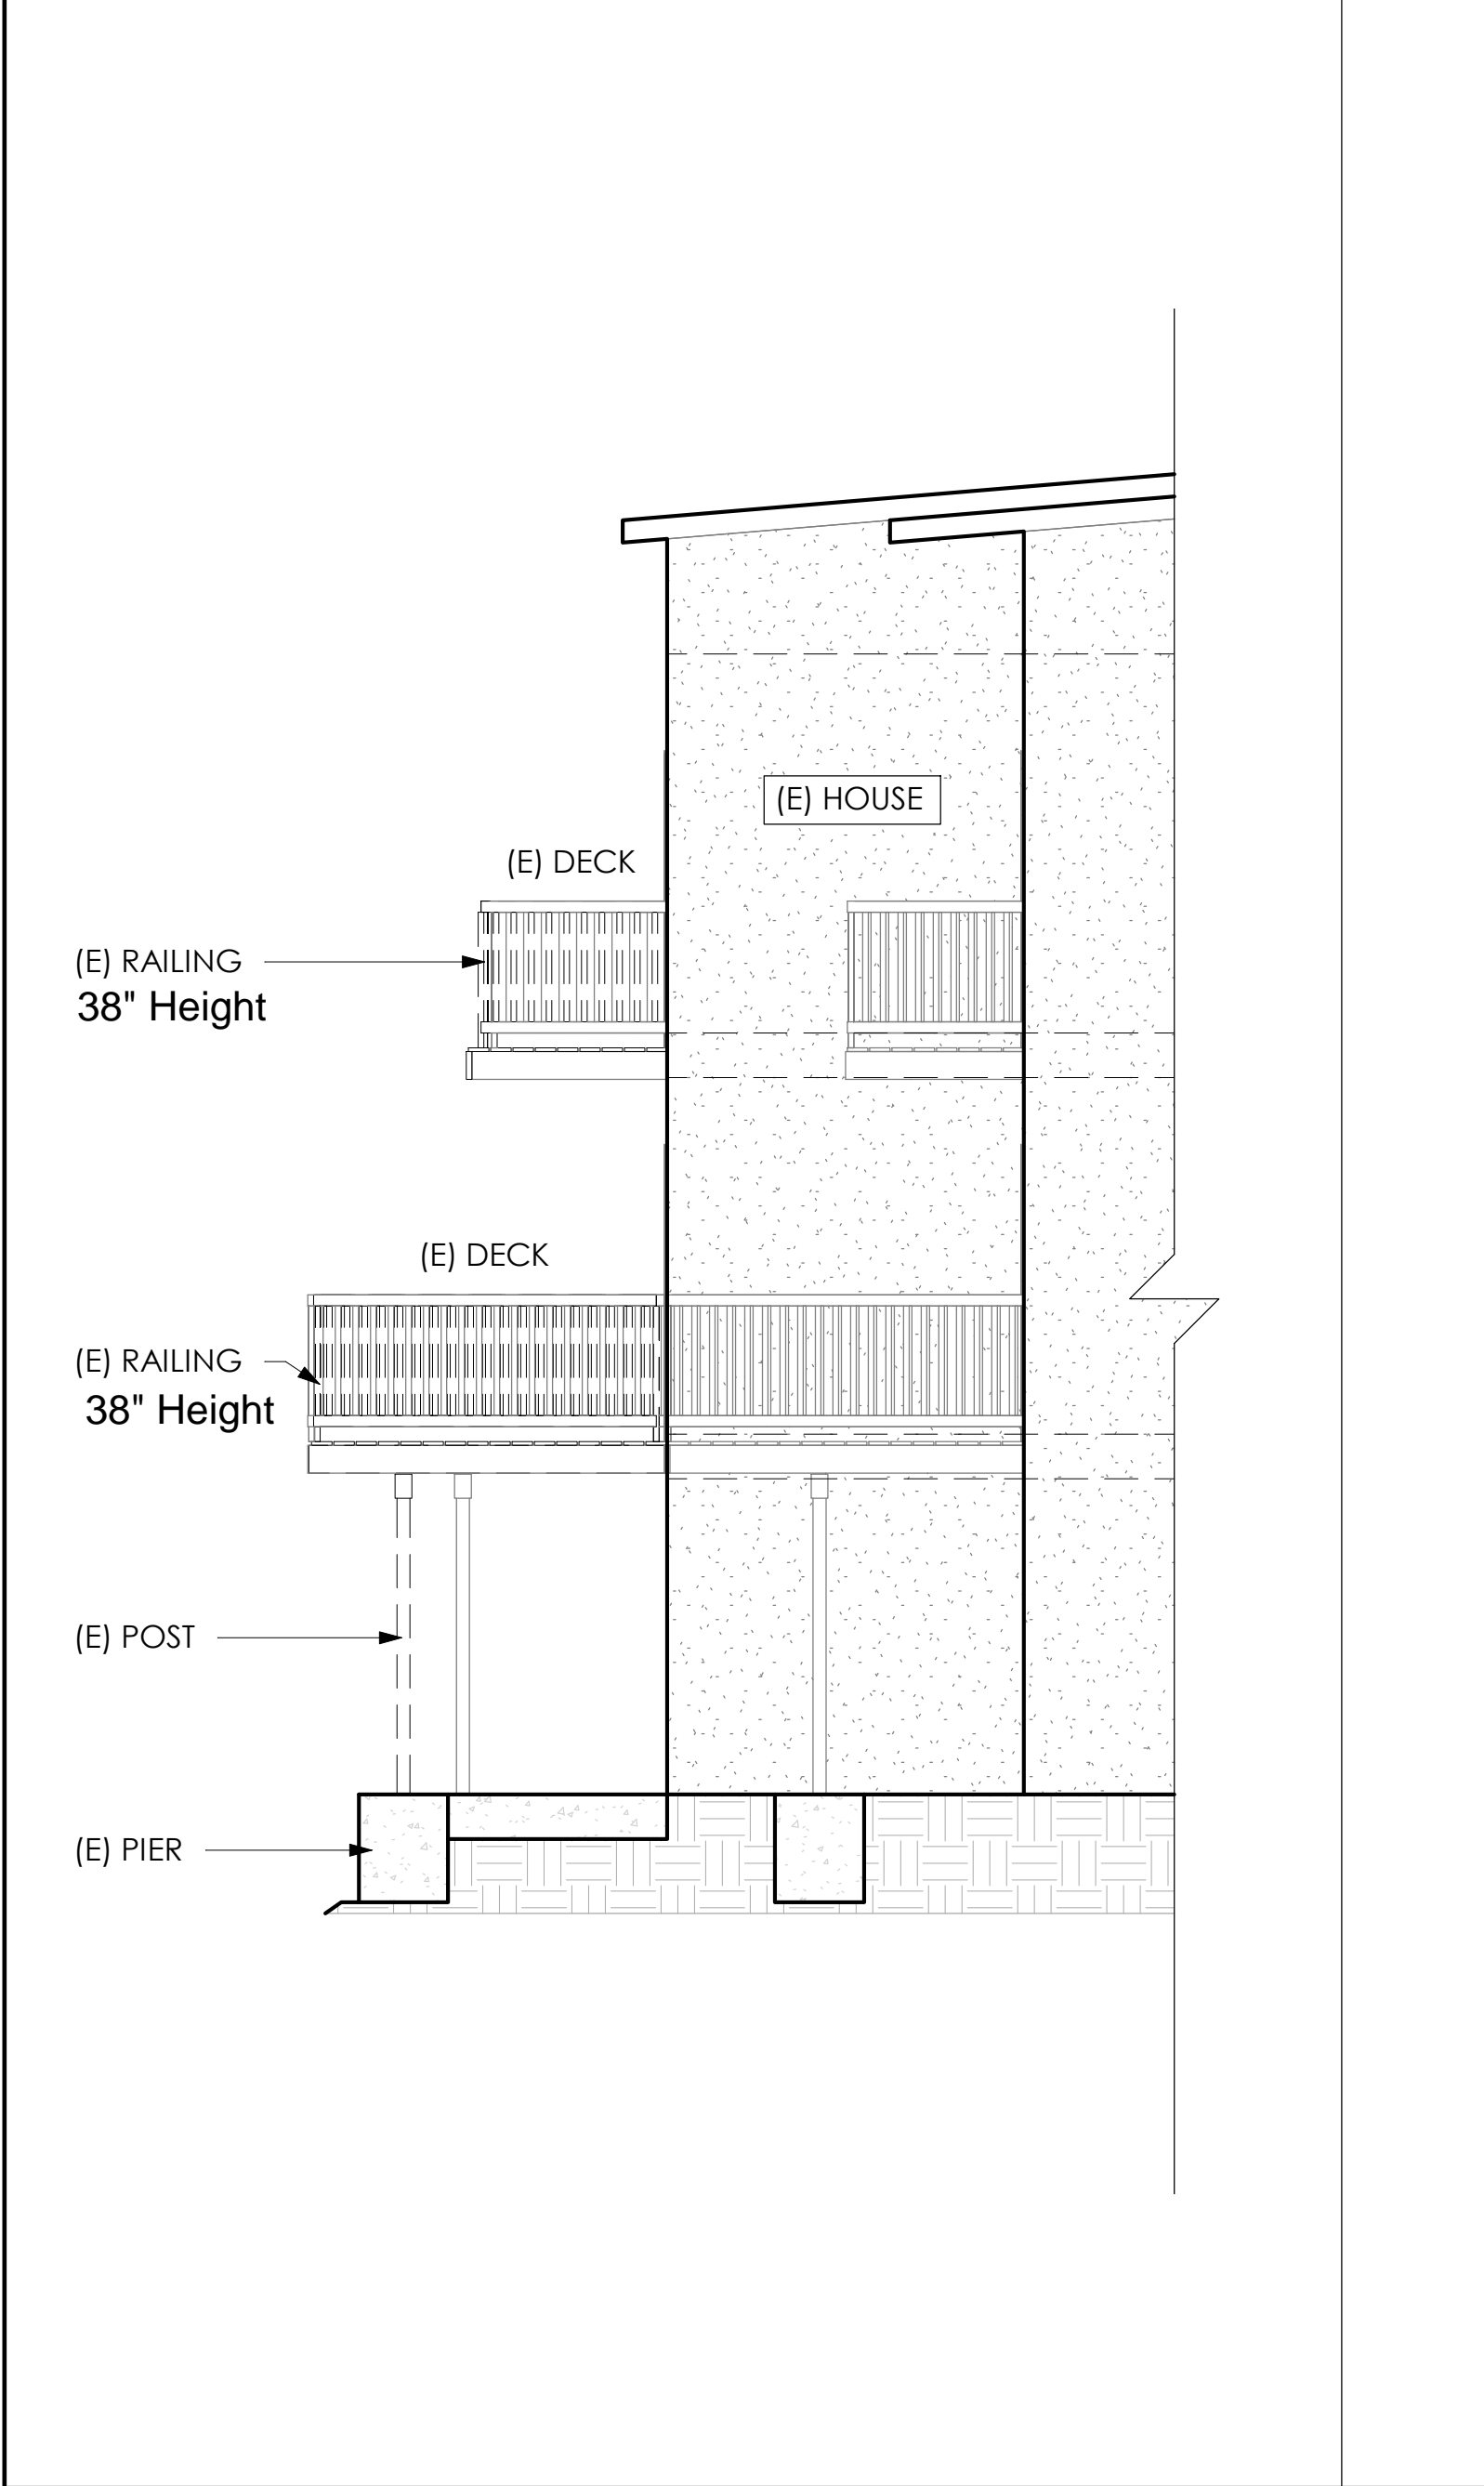 (E) HOUSE
(E) DECK
(E) RAILING
38" Height
(E) DECK
(E) RAILING
38" Height
(E) POST
(E) PIER